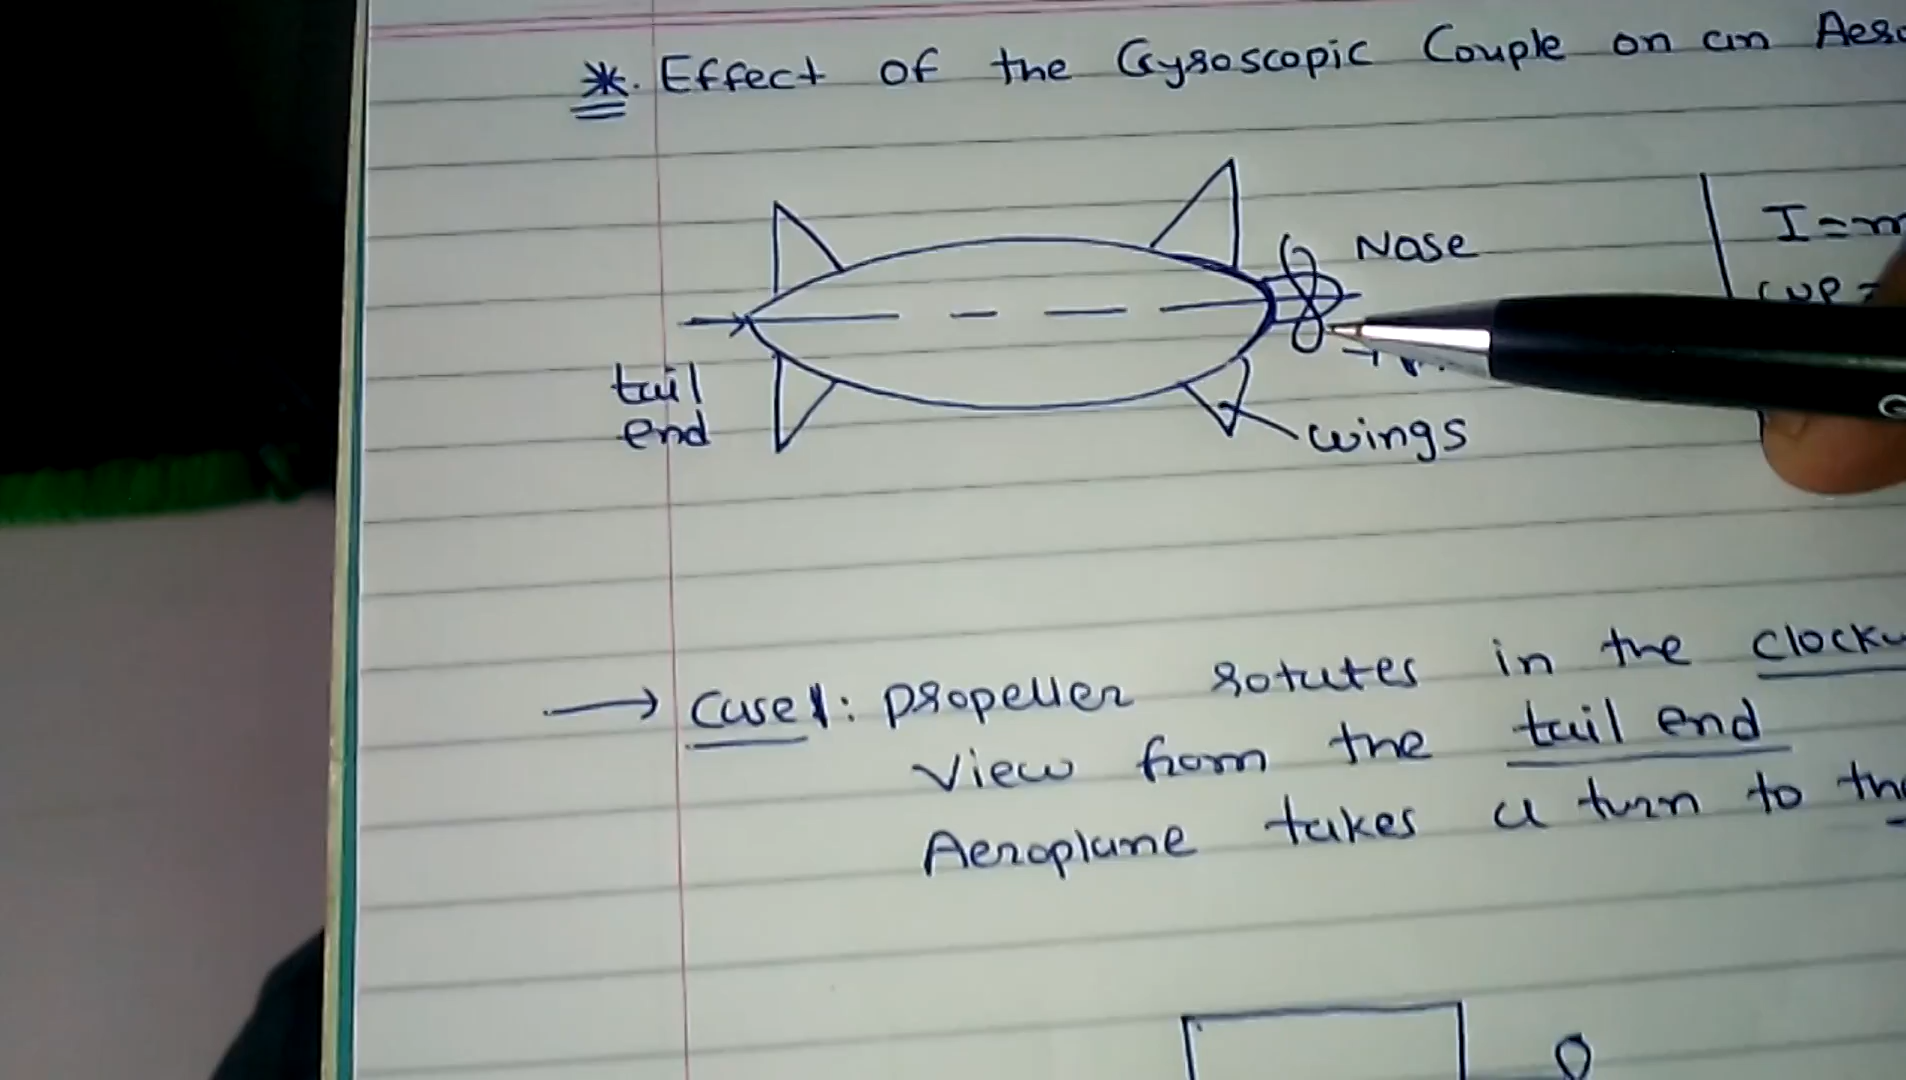 *. Effect of the Gyroscopic Couple on an
Nose
I=m
tail
end
wings
→ Case 1: propeller rotates in the
view from the tail end
Aeroplane takes a turn to